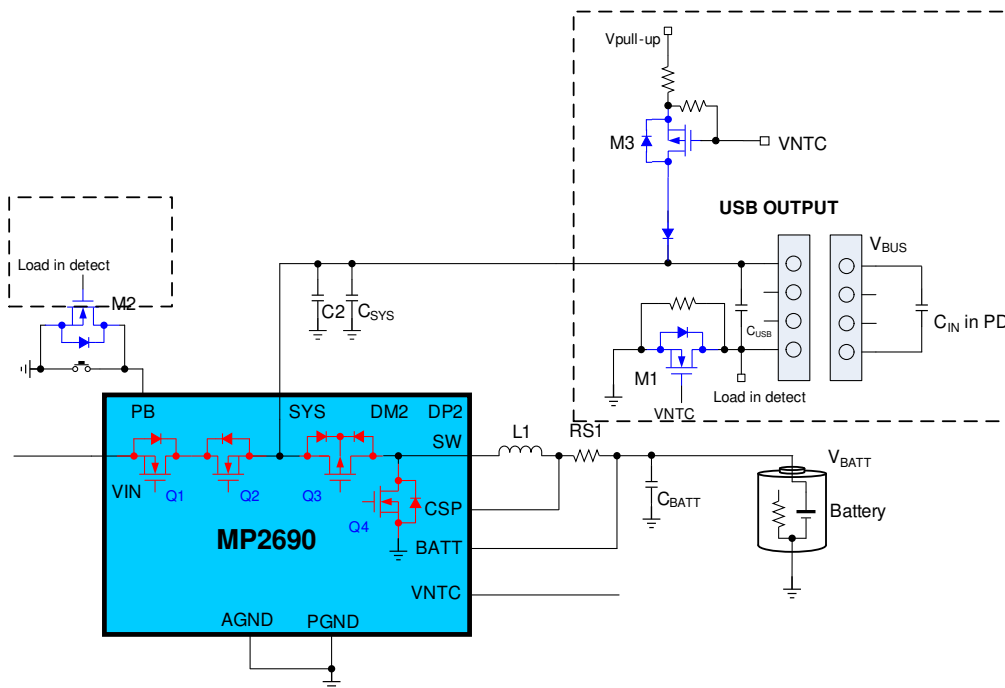 Vpull-up
M3
VNTC
USB OUTPUT
VBUS
Load in detect
M2
C2
CSYS
CUSB
CIN in PD
M1
VNTC
Load in detect
PB
SYS
DM2
DP2
SW
L1
RS1
VBATT
VIN
Q1
Q2
Q3
Q4
CSP
CBATT
Battery
MP2690
BATT
VNTC
AGND
PGND